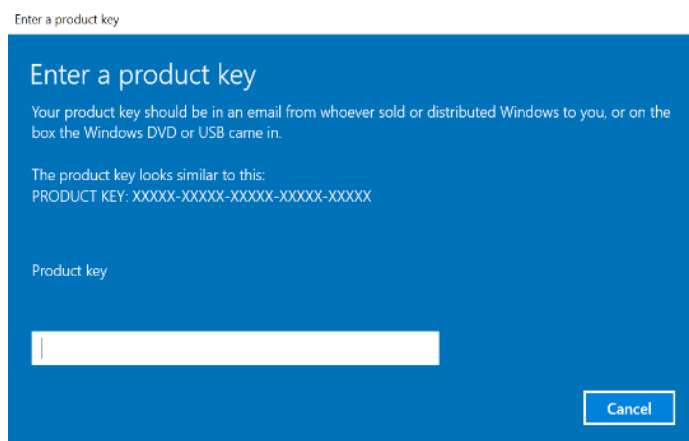 Enter a product key
Enter a product key
Your product key should be in an email from whoever sold or distributed Windows to you, or on the
box the Windows DVD or USB came in.
The product key looks similar to this:
PRODUCT KEY: XXXXX-XXXXX-XXXXX-XXXXX-XXXXX
Product key
Cancel